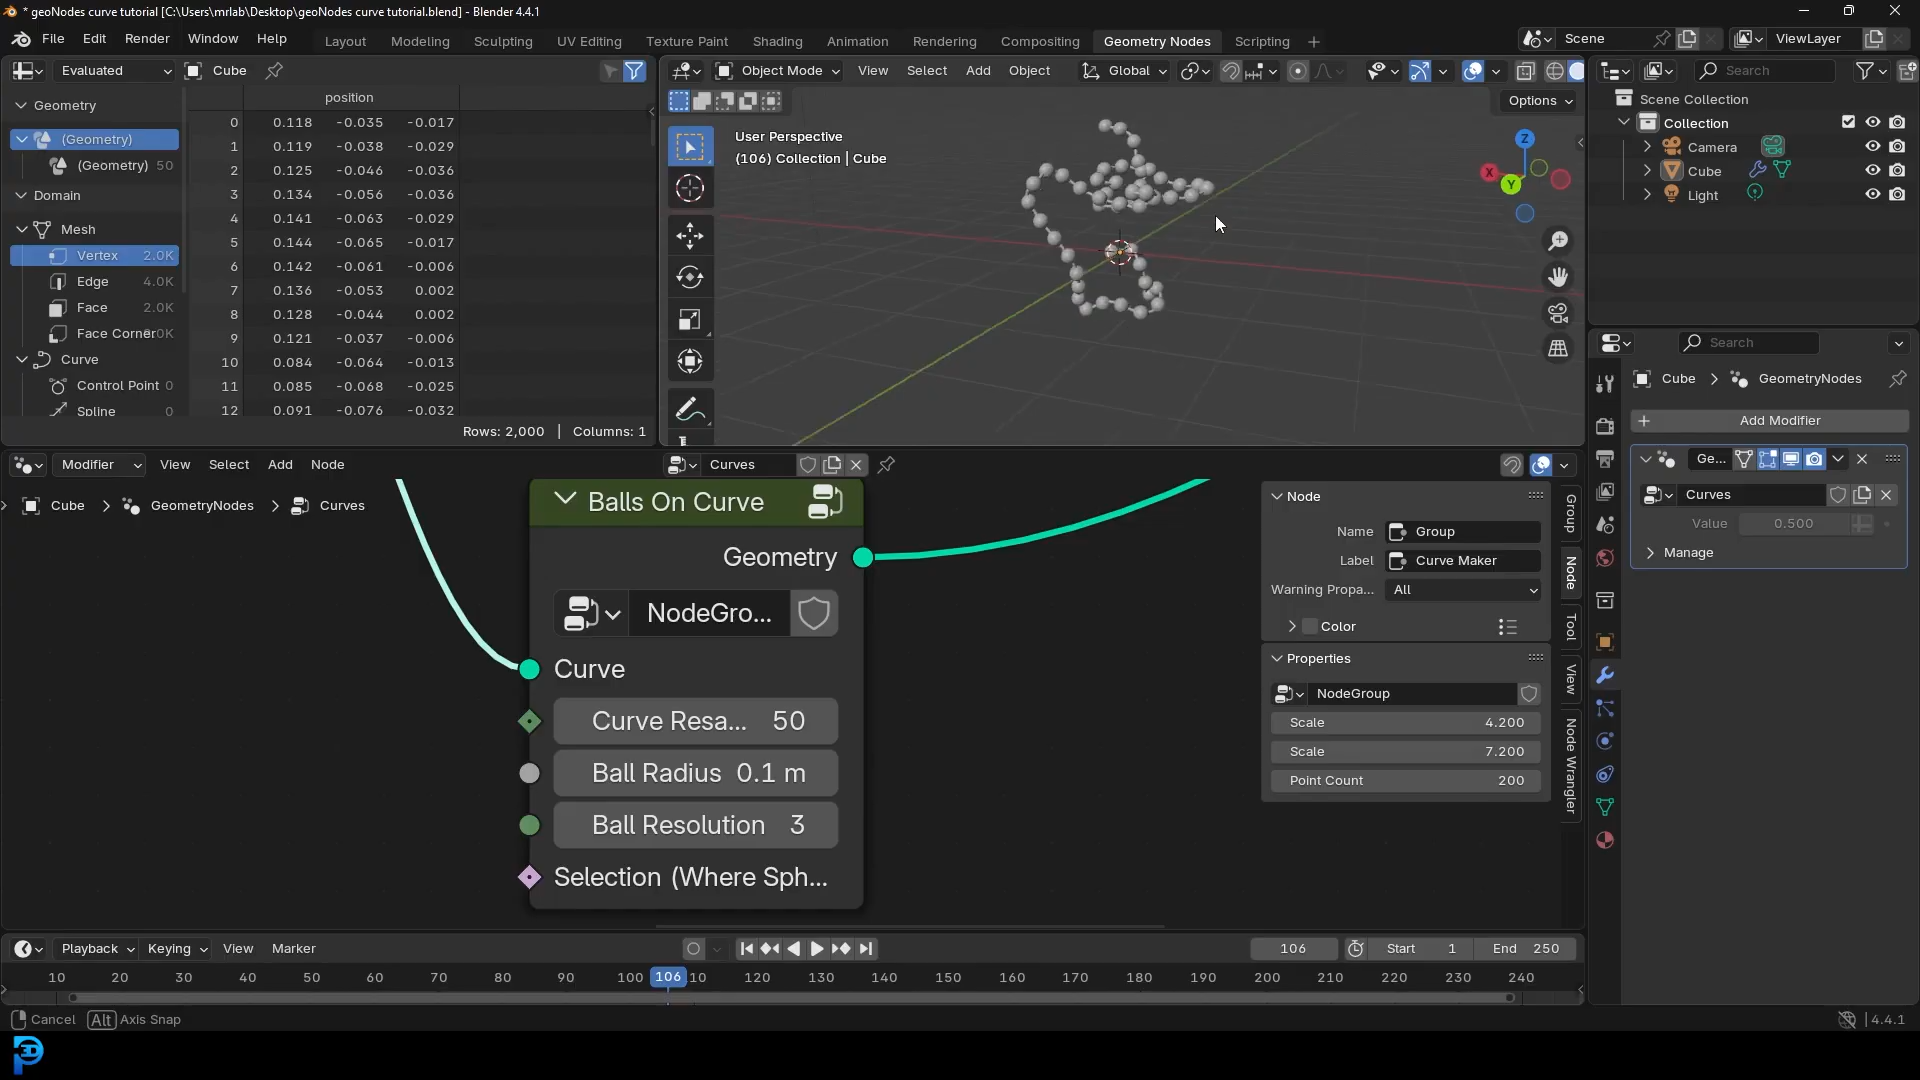 * geoNodes curve tutorial [C:\Users\mrlab\Desktop\geoNodes curve tutorial.blend] - Blender 4.4.1
File Edit Render Window Help
Layout Modeling Sculpting UV Editing Texture Paint Shading Animation Rendering Compositing Geometry Nodes Scripting +
Scene
ViewLayer
Evaluated
Cube
Geometry
(Geometry)
(Geometry) 50
Domain
Mesh
Vertex 2.0K
Edge 4.0K
Face 2.0K
Curve
Control Point 0
Spline 0
position
0 0.118 -0.035 -0.017
1 0.119 -0.038 -0.029
2 0.125 -0.046 -0.036
3 0.134 -0.056 -0.036
4 0.141 -0.063 -0.029
5 0.144 -0.065 -0.017
6 0.142 -0.061 -0.006
7 0.136 -0.053 0.002
8 0.128 -0.044 0.002
9 0.121 -0.037 -0.006
10 0.084 -0.064 -0.013
11 0.085 -0.068 -0.025
12 0.091 -0.076 -0.032
Rows: 2,000 | Columns: 1
Object Mode View Select Add Object Global
Options
User Perspective
(106) Collection | Cube
Z
X
Y
Search
Scene Collection
Collection
Camera
Cube
Light
Search
Cube > GeometryNodes
Add Modifier
Ge...
Curves
Value 0.500
Manage
Modifier View Select Add Node
Curves
Cube > GeometryNodes > Curves
Balls On Curve
Geometry
NodeGro...
Curve
Curve Resa... 50
Ball Radius 0.1 m
Ball Resolution 3
Selection (Where Sph...
Node
Name Group
Label Curve Maker
Warning Propa... All
Color
Properties
NodeGroup
Scale 4.200
Scale 7.200
Point Count 200
Group
Node
Tool
View
Node Wrangler
Playback Keying View Marker
106
Start 1
End 250
10 20 30 40 50 60 70 80 90 100 106 10 120 130 140 150 160 170 180 190 200 210 220 230 240
Cancel Alt Axis Snap
4.4.1